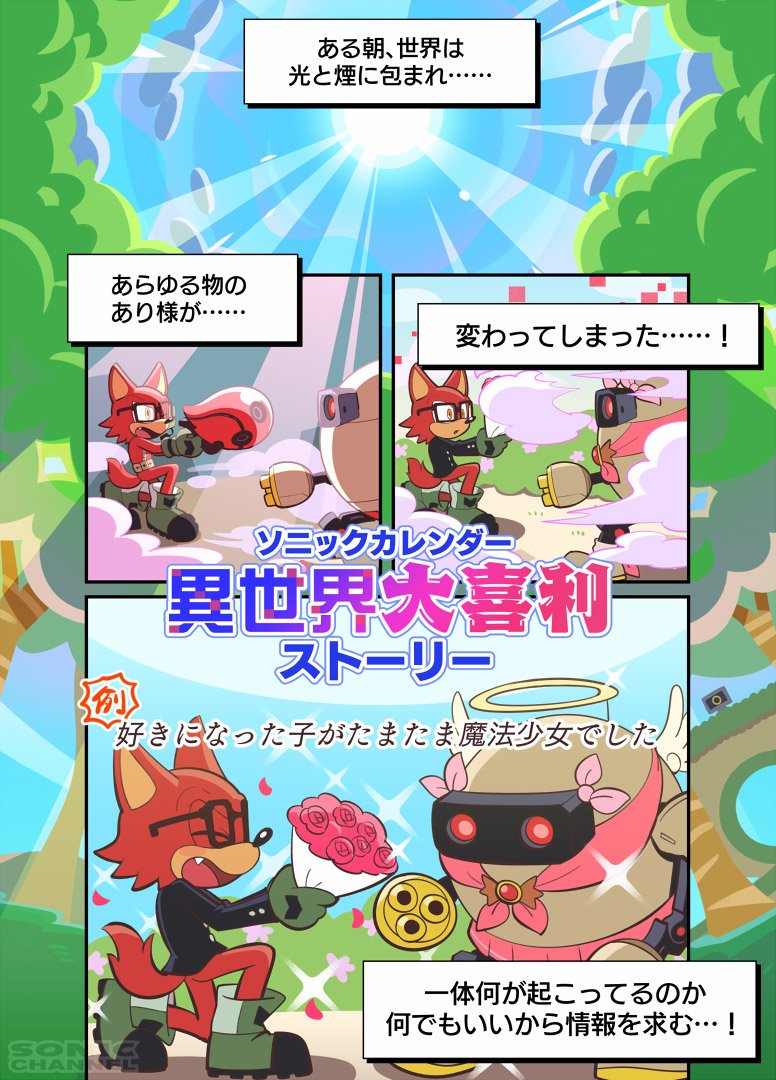 ある朝、世界は
光と煙に包まれ……
あらゆる物の
あり様が……
変わってしまった……！
ソニックカレンダー
異世界大喜利
ストーリー
例
好きになった子がたまたま魔法少女でした
一体何が起こってるのか
何でもいいから情報を求む…！
SONIC
CHANNEL